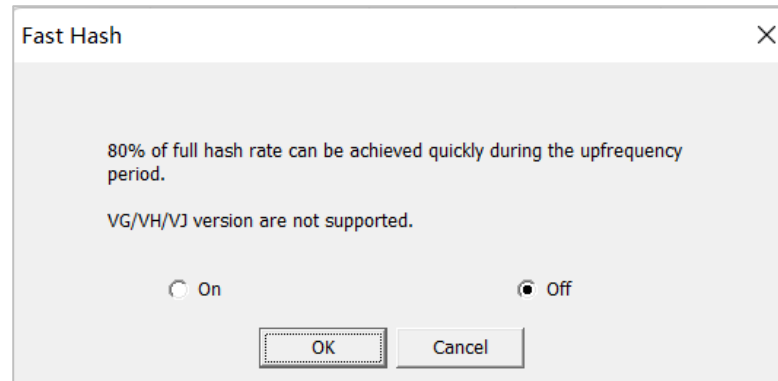 Fast Hash
80% of full hash rate can be achieved quickly during the upfrequency
period.
VG/VH/VJ version are not supported.
On
Off
OK
Cancel